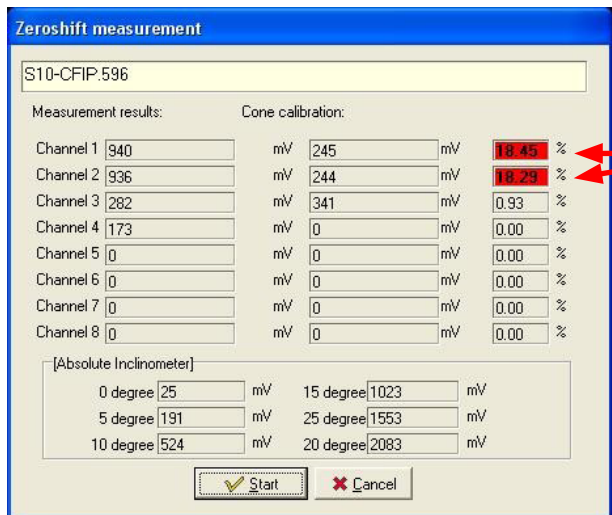 Zeroshift measurement
S10-CFIP.596
Measurement results: Cone calibration:
Channel 1 940 mV 245 mV 18.45 %
Channel 2 936 mV 244 mV 18.29 %
Channel 3 282 mV 341 mV 0.93 %
Channel 4 173 mV 0 mV 0.00 %
Channel 5 0 mV 0 mV 0.00 %
Channel 6 0 mV 0 mV 0.00 %
Channel 7 0 mV 0 mV 0.00 %
Channel 8 0 mV 0 mV 0.00 %
[Absolute Inclinometer]
0 degree 25 mV 15 degree 1023 mV
5 degree 191 mV 25 degree 1553 mV
10 degree 524 mV 20 degree 2083 mV
Start Cancel